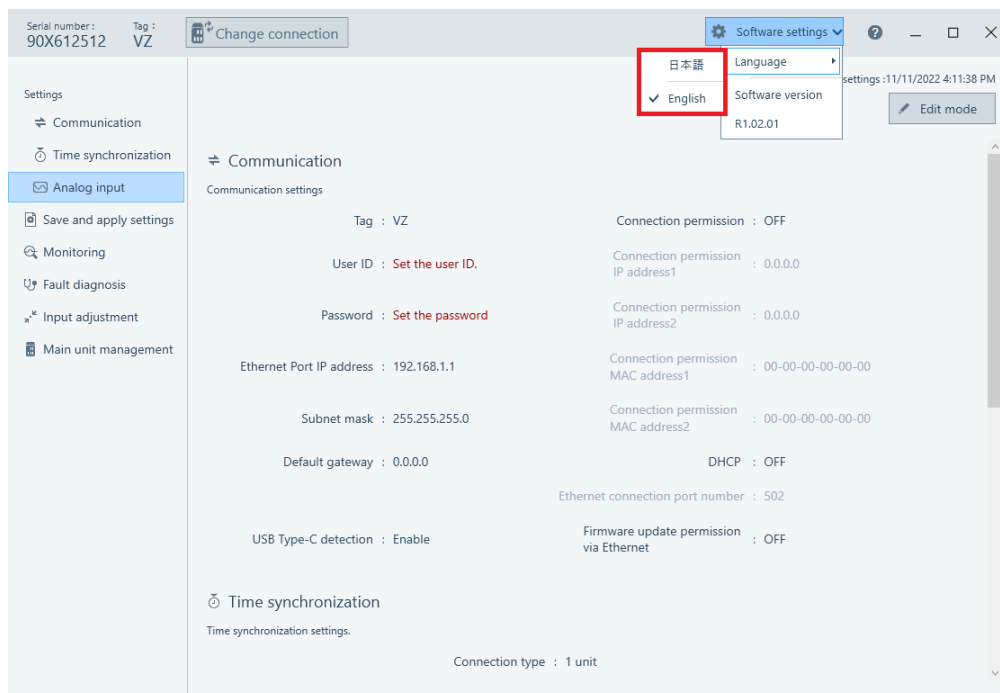 Serial number :
90X612512
Tag :
VZ
Change connection
Software settings
?
日本語
English
Language
Software version
R1.02.01
settings :11/11/2022 4:11:38 PM
Edit mode
Settings
Communication
Time synchronization
Analog input
Save and apply settings
Monitoring
Fault diagnosis
Input adjustment
Main unit management
Communication
Communication settings
Tag : VZ
Connection permission : OFF
User ID : Set the user ID.
Connection permission
IP address1 : 0.0.0.0
Password : Set the password
Connection permission
IP address2 : 0.0.0.0
Ethernet Port IP address : 192.168.1.1
Connection permission
MAC address1 : 00-00-00-00-00-00
Subnet mask : 255.255.255.0
Connection permission
MAC address2 : 00-00-00-00-00-00
Default gateway : 0.0.0.0
DHCP : OFF
Ethernet connection port number : 502
USB Type-C detection : Enable
Firmware update permission
via Ethernet : OFF
Time synchronization
Time synchronization settings.
Connection type : 1 unit